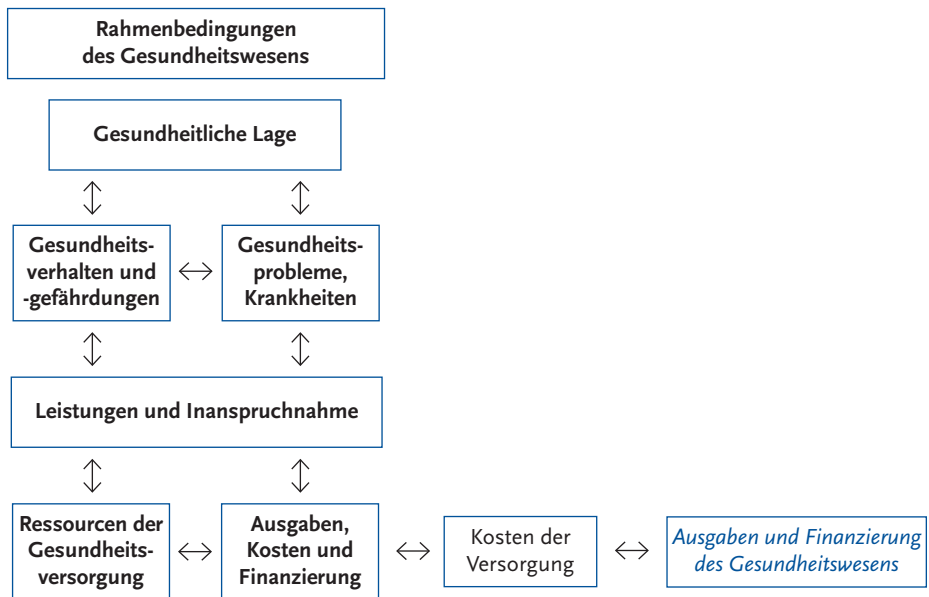 Rahmenbedingungen
des Gesundheitswesens
Gesundheitliche Lage
Gesundheits-
verhalten und
-gefährdungen
Gesundheits-
probleme,
Krankheiten
Leistungen und Inanspruchnahme
Ressourcen der
Gesundheits-
versorgung
Ausgaben,
Kosten und
Finanzierung
Kosten der
Versorgung
Ausgaben und Finanzierung
des Gesundheitswesens